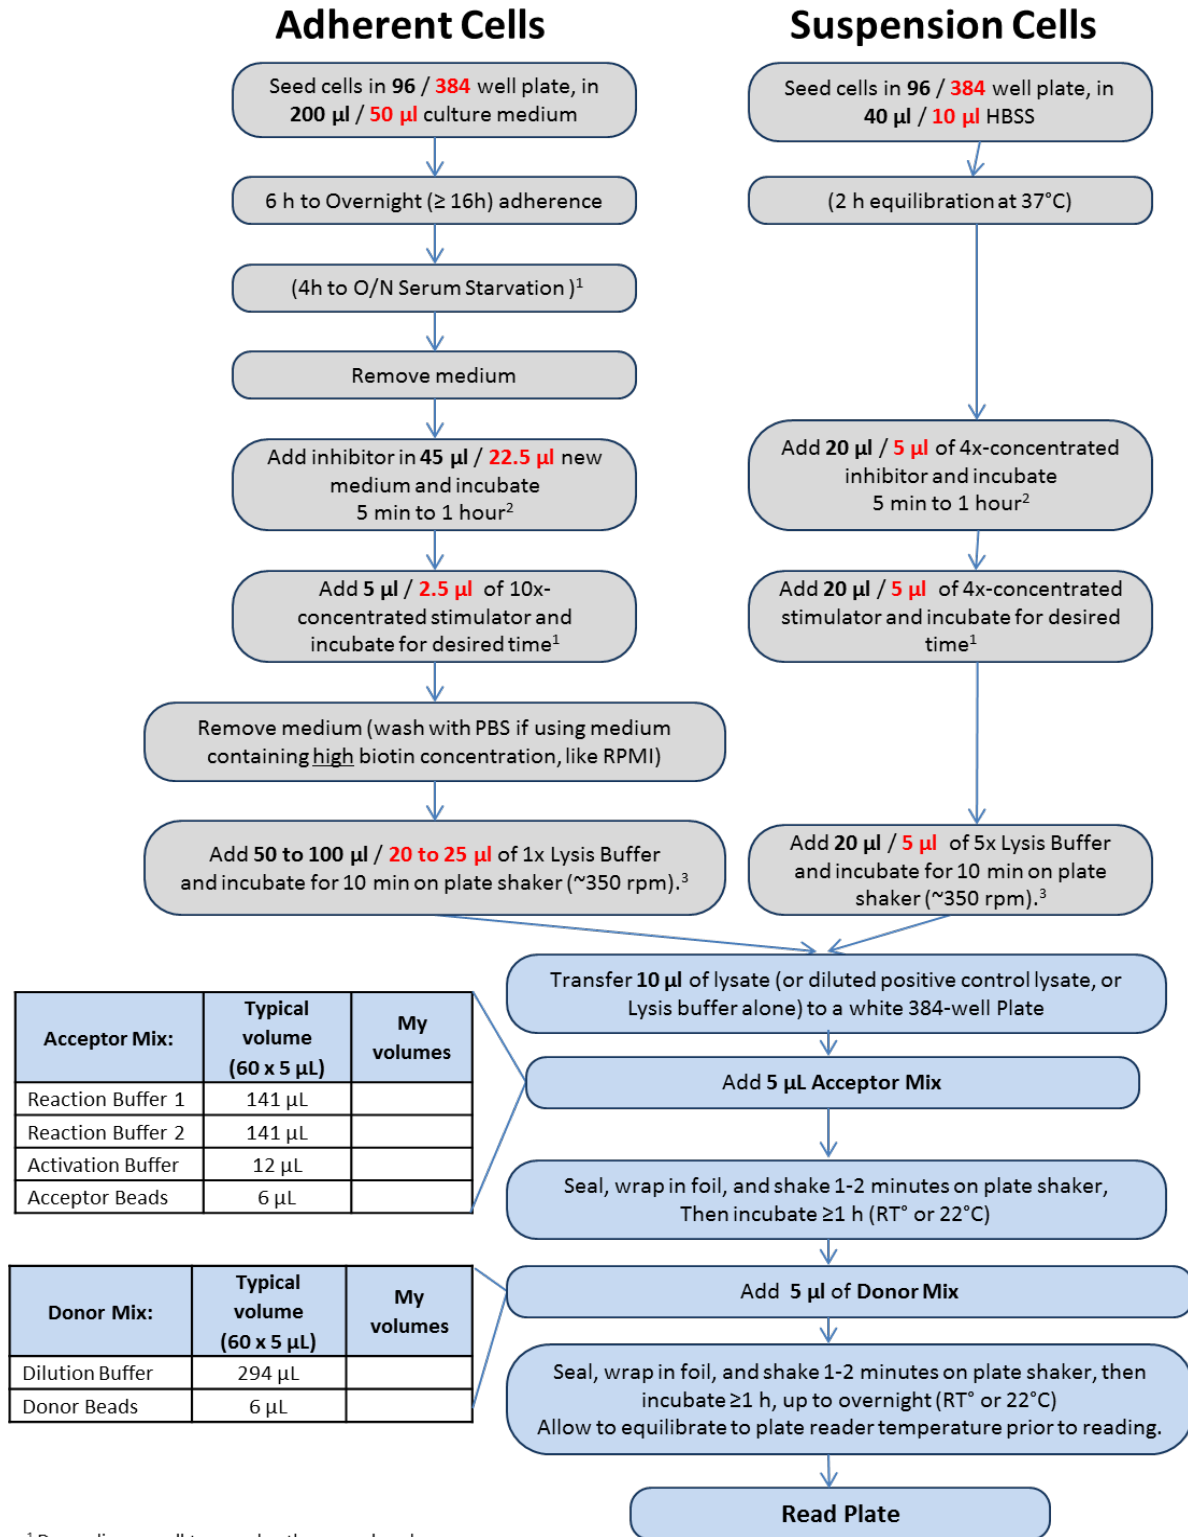 Adherent Cells
Seed cells in 96 / 384 well plate, in
200 µl / 50 µl culture medium
6 h to Overnight (≥ 16h) adherence
(4h to O/N Serum Starvation )1
Remove medium
Add inhibitor in 45 µl / 22.5 µl new
medium and incubate
5 min to 1 hour2
Add 5 µl / 2.5 µl of 10x-
concentrated stimulator and
incubate for desired time1
Remove medium (wash with PBS if using medium
containing high biotin concentration, like RPMI)
Add 50 to 100 µl / 20 to 25 µl of 1x Lysis Buffer
and incubate for 10 min on plate shaker (~350 rpm).3
Suspension Cells
Seed cells in 96 / 384 well plate, in
40 µl / 10 µl HBSS
(2 h equilibration at 37°C)
Add 20 µl / 5 µl of 4x-concentrated
inhibitor and incubate
5 min to 1 hour2
Add 20 µl / 5 µl of 4x-concentrated
stimulator and incubate for desired
time1
Add 20 µl / 5 µl of 5x Lysis Buffer
and incubate for 10 min on plate
shaker (~350 rpm).3
Transfer 10 µl of lysate (or diluted positive control lysate, or
Lysis buffer alone) to a white 384-well Plate
Acceptor Mix:
Typical
volume
(60 x 5 µL)
My
volumes
Reaction Buffer 1 141 µL
Reaction Buffer 2 141 µL
Activation Buffer 12 µL
Acceptor Beads 6 µL
Add 5 µL Acceptor Mix
Seal, wrap in foil, and shake 1-2 minutes on plate shaker,
Then incubate ≥1 h (RT° or 22°C)
Donor Mix:
Typical
volume
(60 x 5 µL)
My
volumes
Dilution Buffer 294 µL
Donor Beads 6 µL
Add 5 µl of Donor Mix
Seal, wrap in foil, and shake 1-2 minutes on plate shaker, then
incubate ≥1 h, up to overnight (RT° or 22°C)
Allow to equilibrate to plate reader temperature prior to reading.
Read Plate